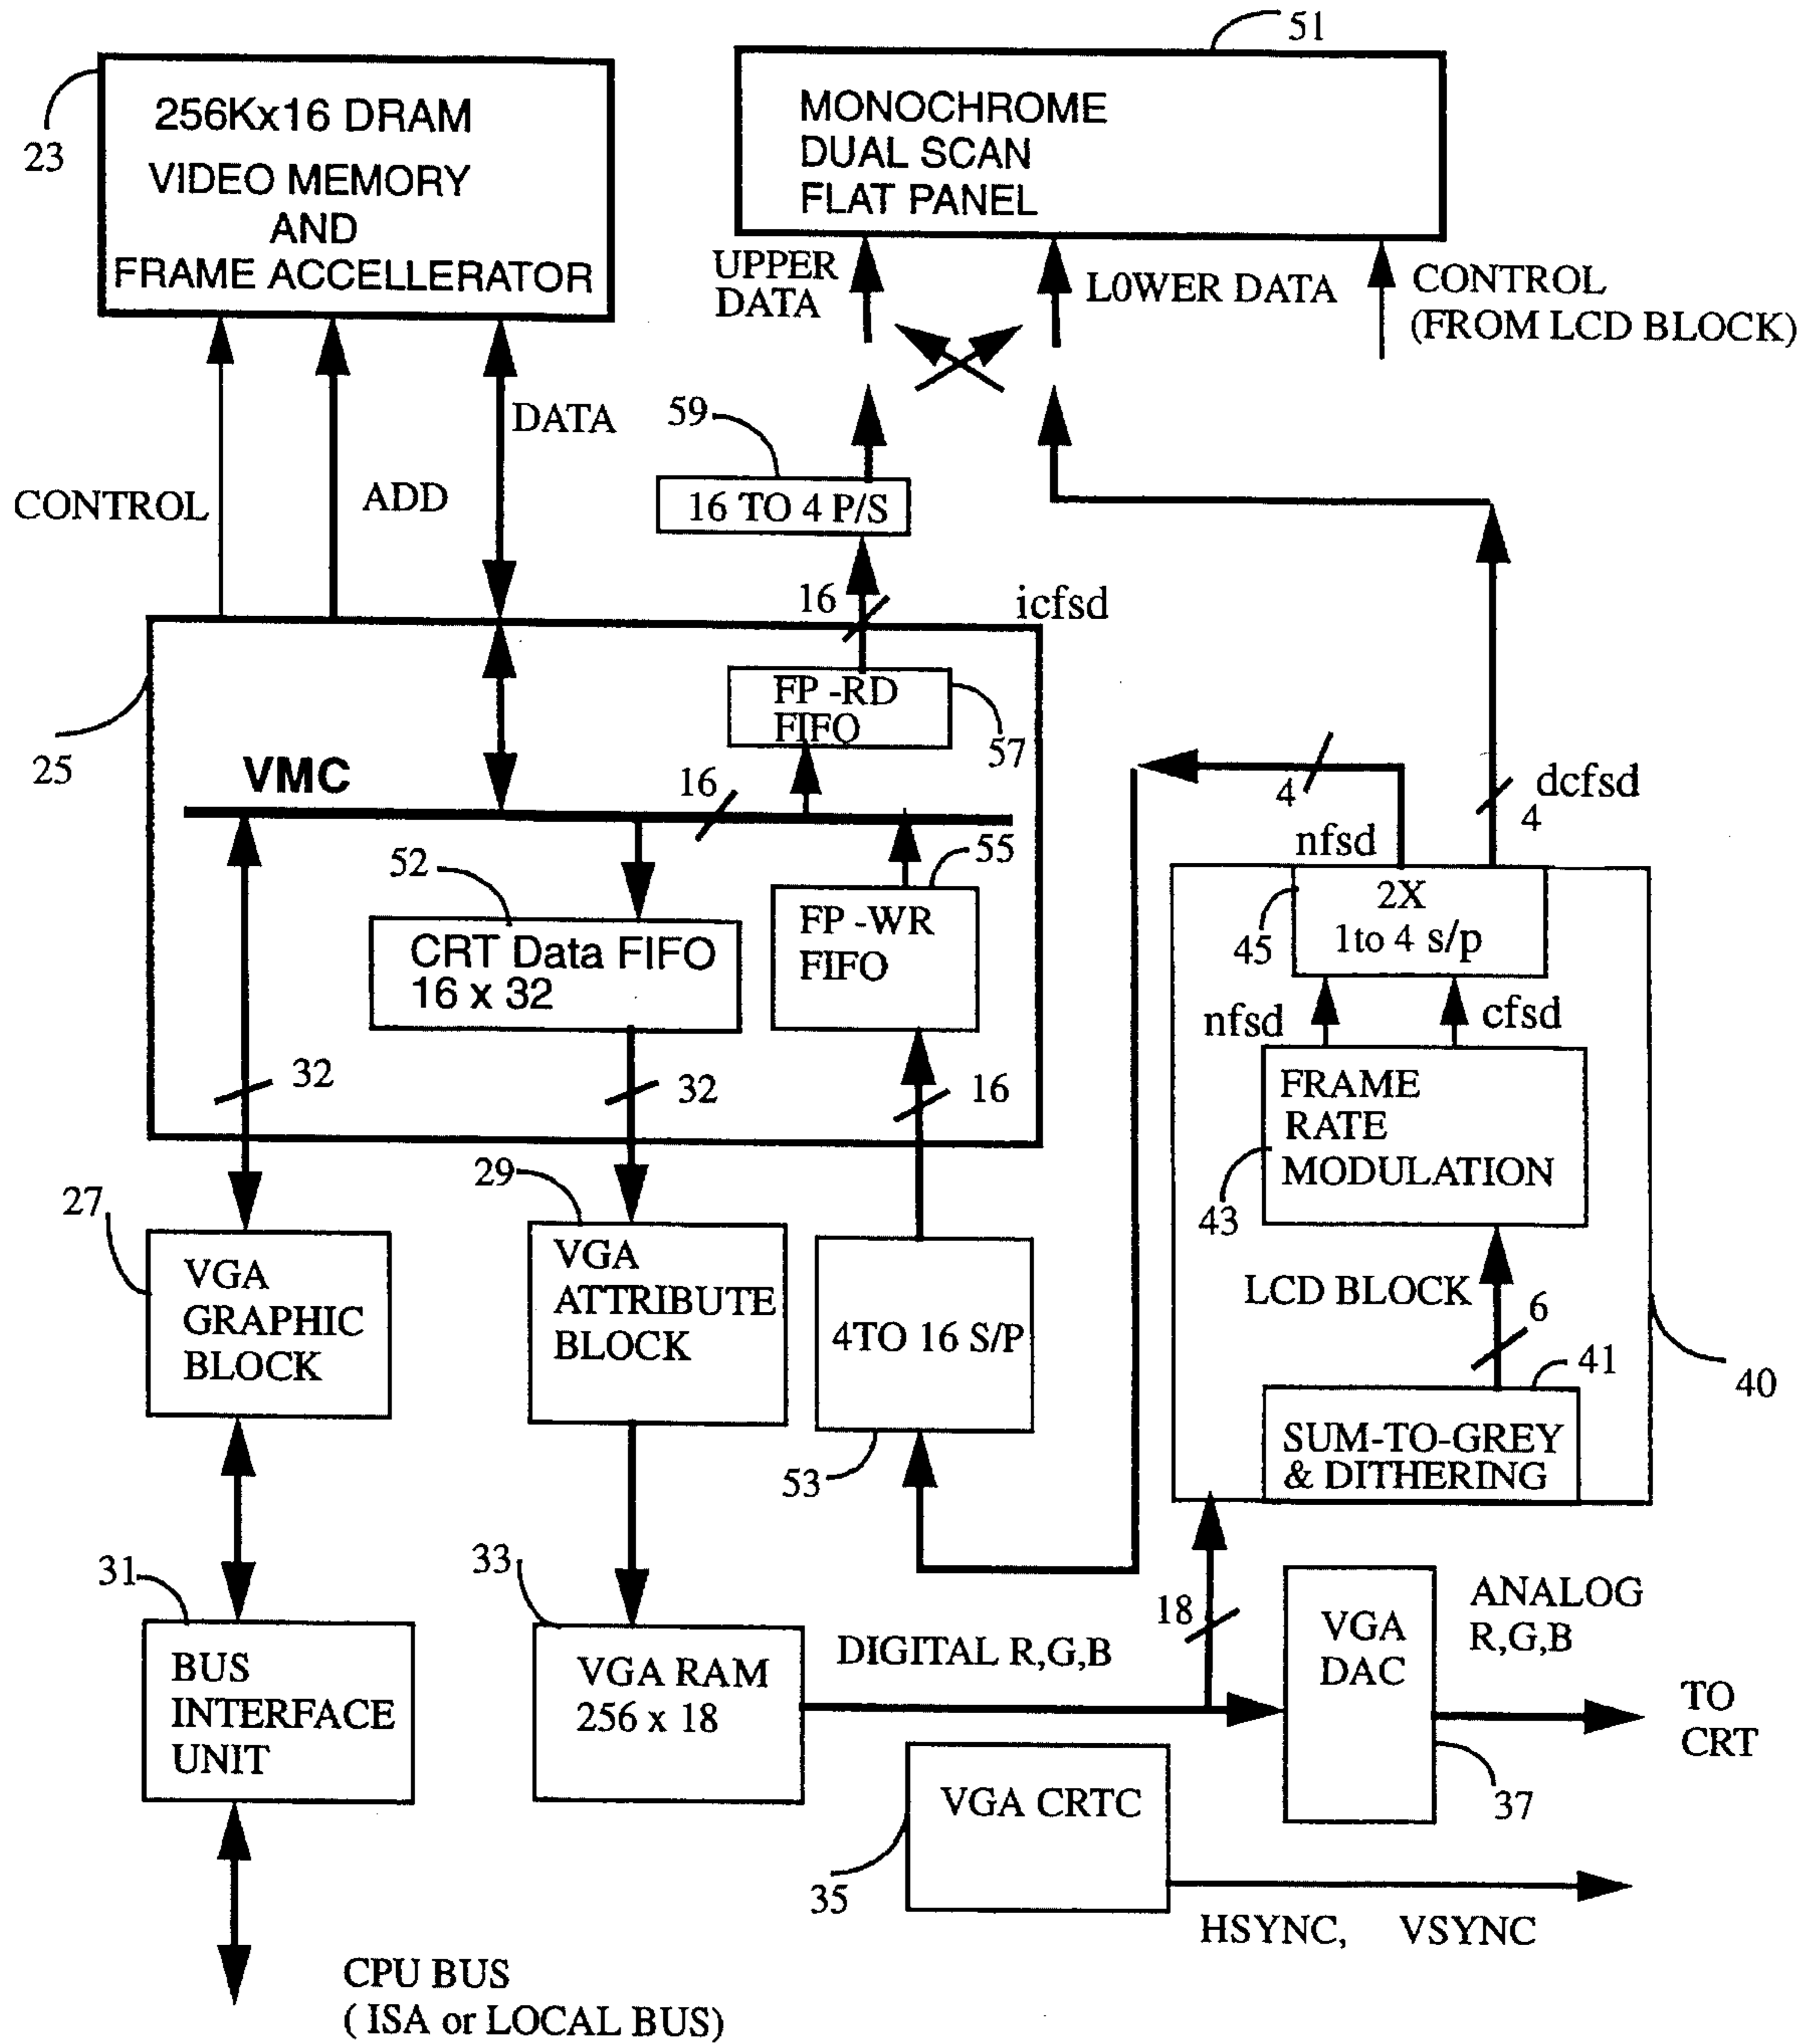 51
256Kx16 DRAM
VIDEO MEMORY
AND
FRAME ACCELLERATOR
23
MONOCHROME
DUAL SCAN
FLAT PANEL
UPPER
DATA
L0WER DATA
CONTROL
(FROM LCD BLOCK)
CONTROL
ADD
DATA
59
16 TO 4 P/S
16
icfsd
25
VMC
FP -RD
FIFO
57
16
52
CRT Data FIFO
16 x 32
55
FP -WR
FIFO
32
32
16
4
nfsd
dcfsd
4
45
2X
1to 4 s/p
nfsd
cfsd
FRAME
RATE
MODULATION
43
LCD BLOCK
6
41
40
SUM-TO-GREY
& DITHERING
27
VGA
GRAPHIC
BLOCK
29
VGA
ATTRIBUTE
BLOCK
4TO 16 S/P
53
31
BUS
INTERFACE
UNIT
33
VGA RAM
256 x 18
DIGITAL R,G,B
18
VGA
DAC
37
ANALOG
R,G,B
TO
CRT
VGA CRTC
35
HSYNC, VSYNC
CPU BUS
( ISA or LOCAL BUS)